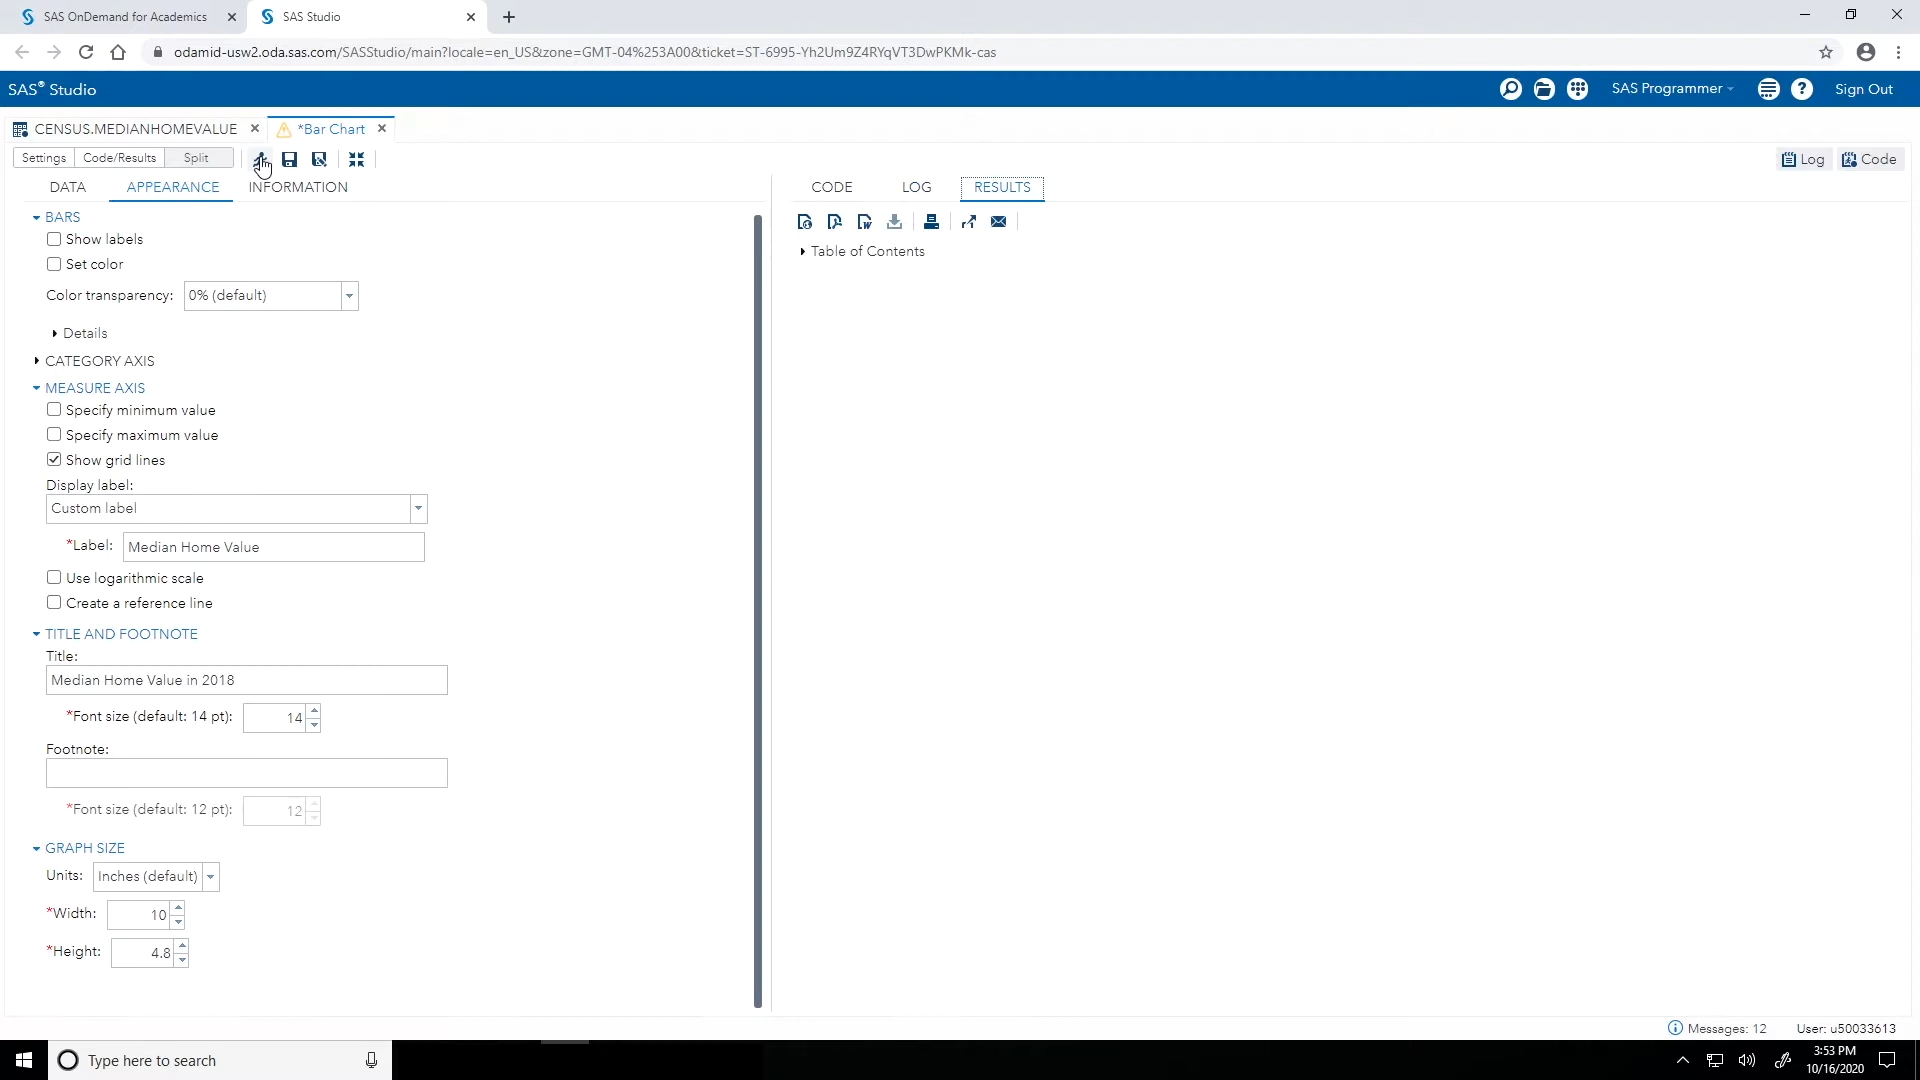 SAS OnDemand for Academics
SAS Studio
odamid-usw2.oda.sas.com/SASStudio/main?locale=en_US&zone=GMT-04%253A00&ticket=ST-6995-Yh2Um9Z4RYqVT3DwPKMk-cas
SAS® Studio
SAS Programmer
Sign Out
CENSUS.MEDIANHOMEVALUE
*Bar Chart
Settings
Code/Results
Split
Log
Code
DATA
APPEARANCE
INFORMATION
CODE
LOG
RESULTS
BARS
Show labels
Set color
Color transparency:
0% (default)
Details
Table of Contents
CATEGORY AXIS
MEASURE AXIS
Specify minimum value
Specify maximum value
Show grid lines
Display label:
Custom label
*Label:
Median Home Value
Use logarithmic scale
Create a reference line
TITLE AND FOOTNOTE
Title:
Median Home Value in 2018
*Font size (default: 14 pt):
14
Footnote:
*Font size (default: 12 pt):
12
GRAPH SIZE
Units:
Inches (default)
*Width:
10
*Height:
4.8
Messages: 12
User: u50033613
Type here to search
3:53 PM
10/16/2020